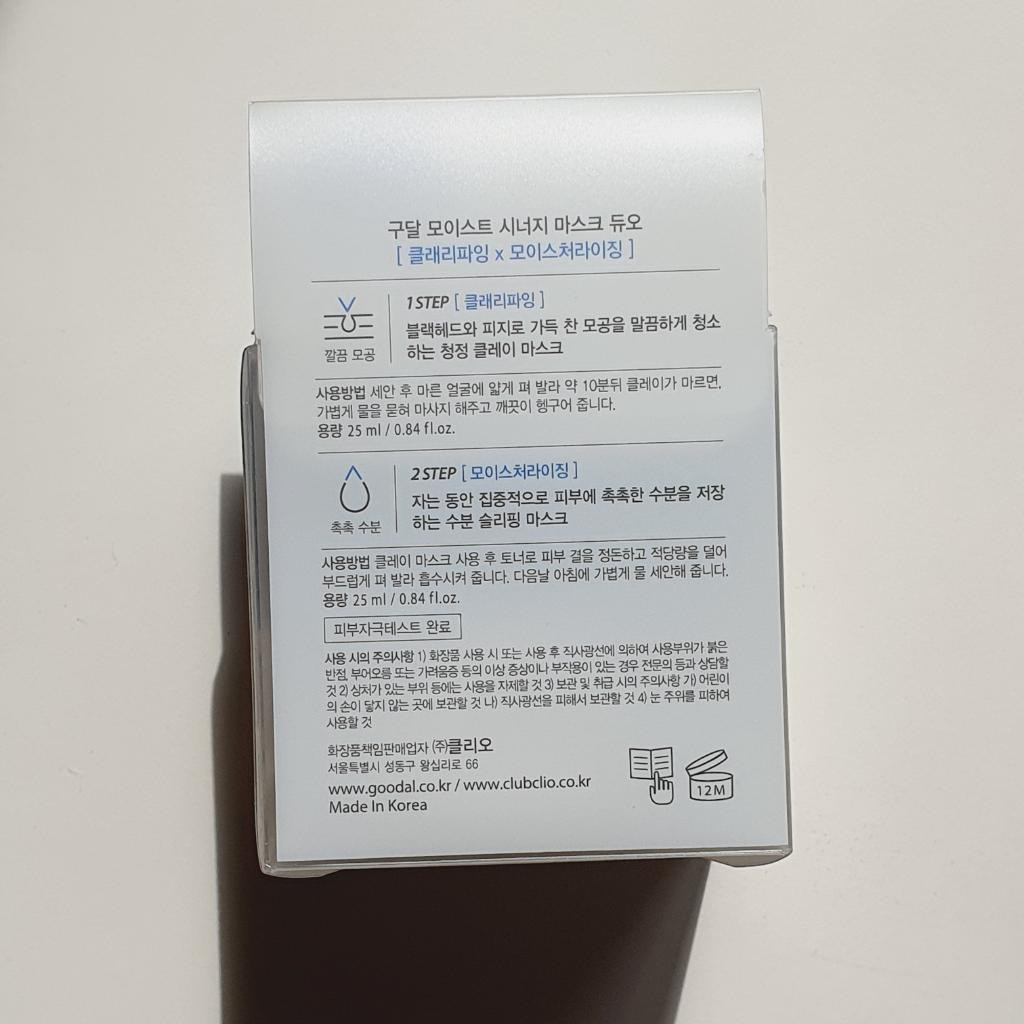 구달 모이스트 시너지 마스크 듀오
[ 클래리파잉 x 모이스처라이징 ]
깔끔 모공
1 STEP [ 클래리파잉 ]
블랙헤드와 피지로 가득 찬 모공을 말끔하게 청소
하는 청정 클레이 마스크
사용방법 세안 후 마른 얼굴에 얇게 펴 발라 약 10분뒤 클레이가 마르면,
가볍게 물을 묻혀 마사지 해주고 깨끗이 헹구어 줍니다.
용량 25 ml / 0.84 fl.oz.
촉촉 수분
2 STEP [ 모이스처라이징 ]
자는 동안 집중적으로 피부에 촉촉한 수분을 저장
하는 수분 슬리핑 마스크
사용방법 클레이 마스크 사용 후 토너로 피부 결을 정돈하고 적당량을 덜어
부드럽게 펴 발라 흡수시켜 줍니다. 다음날 아침에 가볍게 물 세안해 줍니다.
용량 25 ml / 0.84 fl.oz.
피부자극테스트 완료
사용 시의 주의사항 1) 화장품 사용 시 또는 사용 후 직사광선에 의하여 사용부위가 붉은
반점, 부어오름 또는 가려움증 등의 이상 증상이나 부작용이 있는 경우 전문의 등과 상담할
것 2) 상처가 있는 부위 등에는 사용을 자제할 것 3) 보관 및 취급 시의 주의사항 가) 어린이
의 손이 닿지 않는 곳에 보관할 것 나) 직사광선을 피해서 보관할 것 4) 눈 주위를 피하여
사용할 것
화장품책임판매업자 ㈜클리오
서울특별시 성동구 왕십리로 66
www.goodal.co.kr / www.clubclio.co.kr
Made In Korea
12M